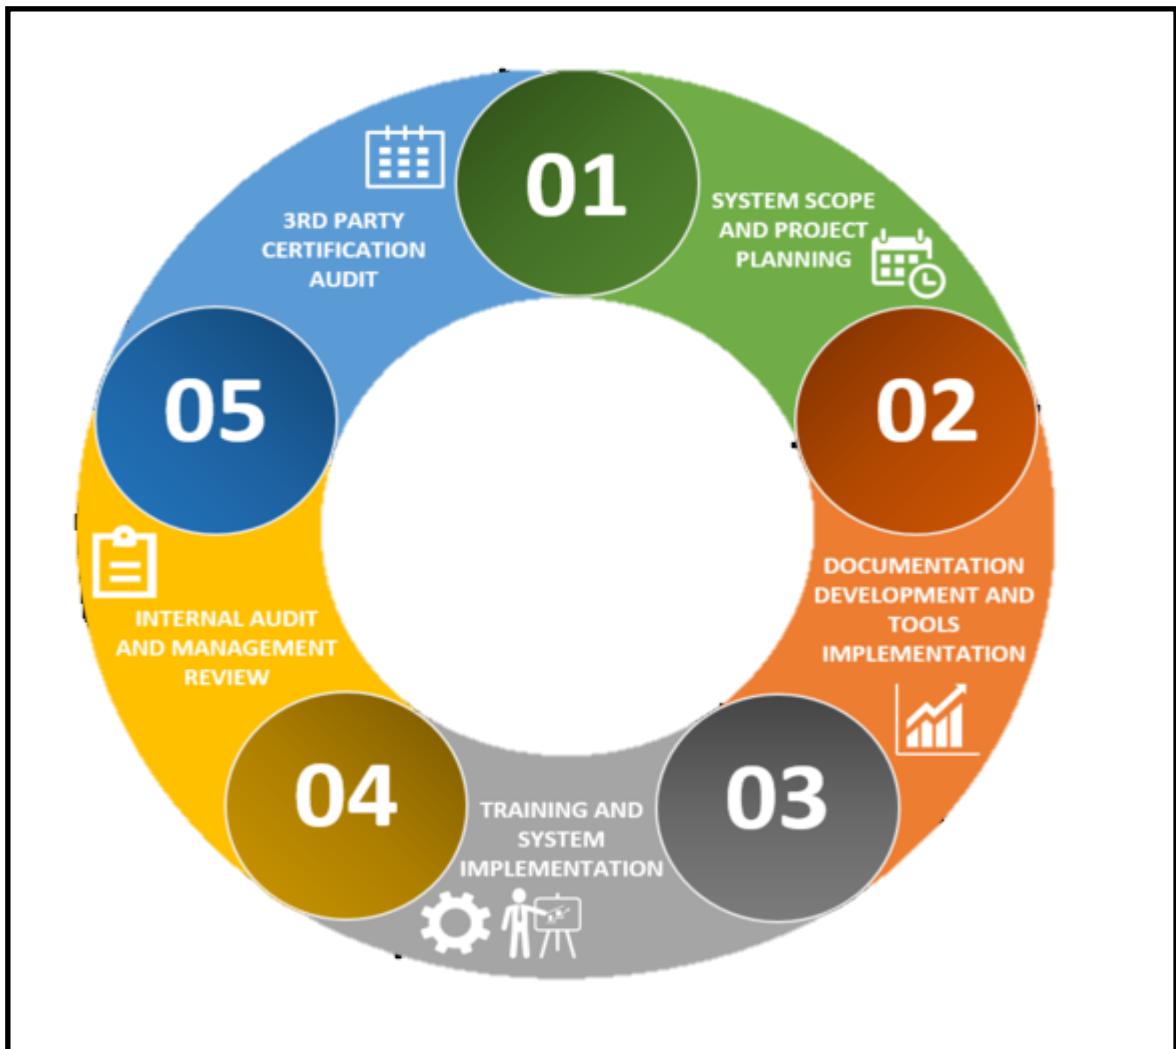 01
SYSTEM SCOPE
AND PROJECT
PLANNING
02
DOCUMENTATION
DEVELOPMENT AND
TOOLS
IMPLEMENTATION
03
TRAINING AND
SYSTEM
IMPLEMENTATION
04
INTERNAL AUDIT
AND MANAGEMENT
REVIEW
05
3RD PARTY
CERTIFICATION
AUDIT